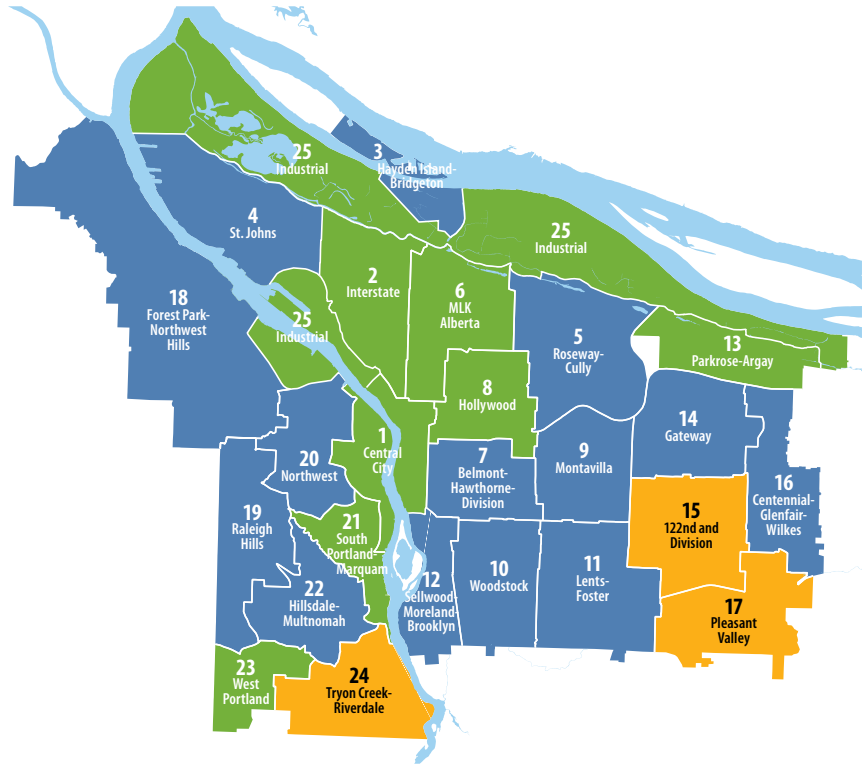 25
Industrial
3
Hayden Island-
Bridgeton
4
St. Johns
25
Industrial
2
Interstate
6
MLK
Alberta
18
Forest Park-
Northwest
Hills
25
Industrial
5
Roseway-
Cully
13
Parkrose-Argay
8
Hollywood
14
Gateway
1
Central
City
20
Northwest
7
Belmont-
Hawthorne-
Division
9
Montavilla
16
Centennial-
Glenfair-
Wilkes
19
Raleigh
Hills
15
122nd and
Division
21
South
Portland-
Marquam
22
Hillsdale-
Multnomah
12
Sellwood-
Moreland-
Brooklyn
10
Woodstock
11
Lents-
Foster
17
Pleasant
Valley
23
West
Portland
24
Tryon Creek-
Riverdale